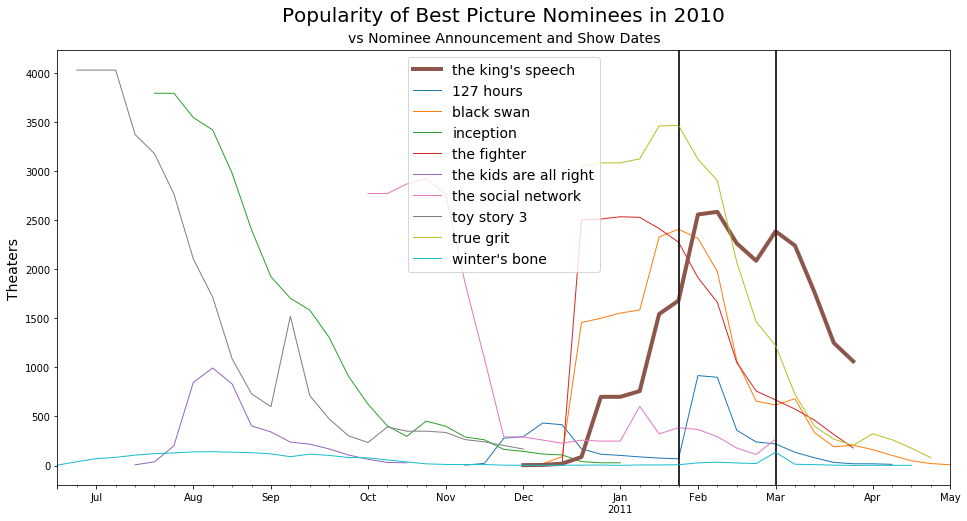 Popularity of Best Picture Nominees in 2010
vs Nominee Announcement and Show Dates
the king's speech
127 hours
black swan
inception
the fighter
the kids are all right
the social network
toy story 3
true grit
winter's bone
Theaters
4000
3500
3000
2500
2000
1500
1000
500
0
Jul Aug Sep Oct Nov Dec Jan Feb Mar Apr May
2011